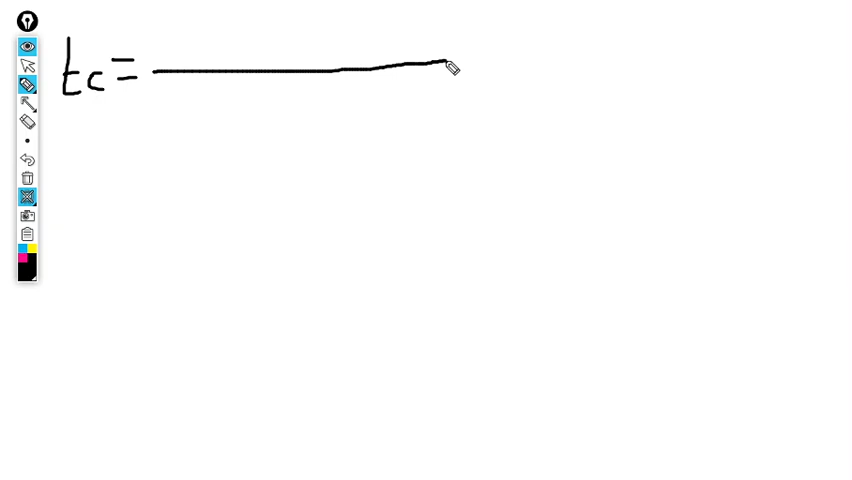 tc =